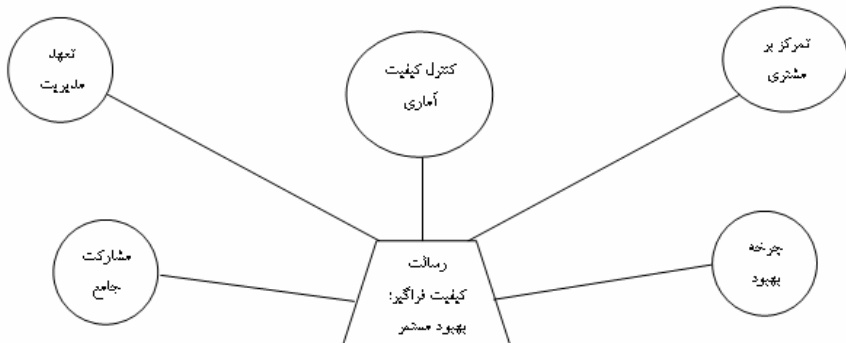 تمرکز بر
مشتری
کنترل کیفیت
آماری
تعهد
مدیریت
چرخه
بهبود
رسالت
کیفیت فراگیر:
بهبود مستمر
مشارکت
جامع